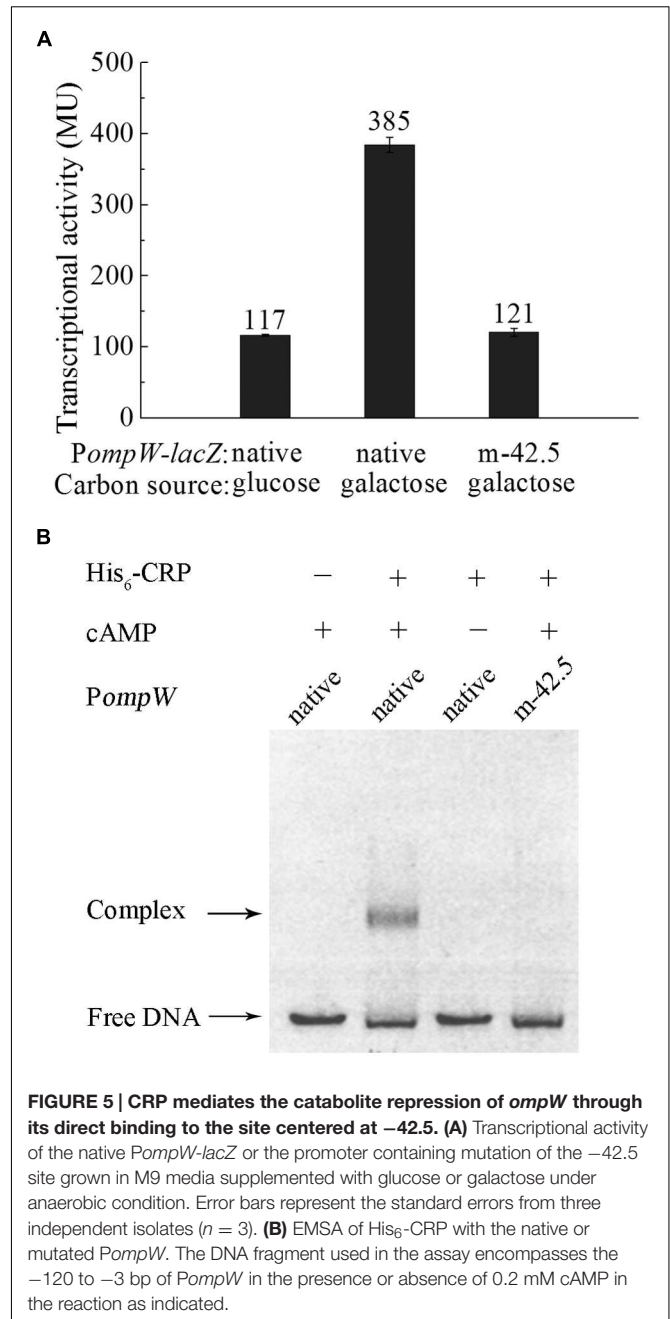 A
500
400
300
200
100
0
Transcriptional activity (MU)
117
385
121
PompW-lacZ: native native m-42.5
Carbon source: glucose galactose galactose
B
His6-CRP − + + +
cAMP + + − +
PompW native native native m-42.5
Complex
Free DNA
FIGURE 5 | CRP mediates the catabolite repression of ompW through
its direct binding to the site centered at −42.5. (A) Transcriptional activity
of the native PompW-lacZ or the promoter containing mutation of the −42.5
site grown in M9 media supplemented with glucose or galactose under
anaerobic condition. Error bars represent the standard errors from three
independent isolates (n = 3). (B) EMSA of His6-CRP with the native or
mutated PompW. The DNA fragment used in the assay encompasses the
−120 to −3 bp of PompW in the presence or absence of 0.2 mM cAMP in
the reaction as indicated.